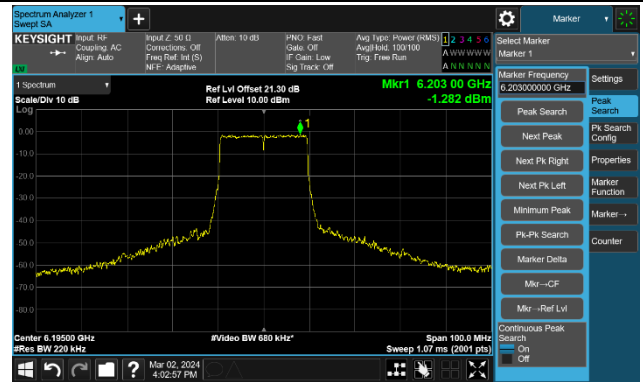 Spectrum Analyzer 1
Swept SA
Marker
KEYSIGHT
Input: RF
Coupling: AC
Align: Auto
Input Z: 50 Ω
Corrections: Off
Freq Ref: Int (S)
NFE: Adaptive
Atten: 10 dB
PNO: Fast
Gate: Off
IF Gain: Low
Sig Track: Off
Avg Type: Power (RMS)
Avg|Hold: 100/100
Trig: Free Run
1 2 3 4 5 6
A W W W W W
A N N N N N
LV
Select Marker
Marker 1
1 Spectrum
Scale/Div 10 dB
Log
Ref Lvl Offset 21.30 dB
Ref Level 10.00 dBm
Mkr1 6.203 00 GHz
-1.282 dBm
1
0.00
-10.0
-20.0
-30.0
-40.0
-50.0
-60.0
-70.0
-80.0
Center 6.19500 GHz
#Res BW 220 kHz
#Video BW 680 kHz*
Span 100.0 MHz
Sweep 1.07 ms (2001 pts)
Marker Frequency
6.203000000 GHz
Peak Search
Next Peak
Next Pk Right
Next Pk Left
Minimum Peak
Pk-Pk Search
Marker Delta
Mkr→CF
Mkr→Ref Lvl
Continuous Peak
Search
On
Off
Settings
Peak
Search
Pk Search
Config
Properties
Marker
Function
Marker→
Counter
?
Mar 02, 2024
4:02:57 PM